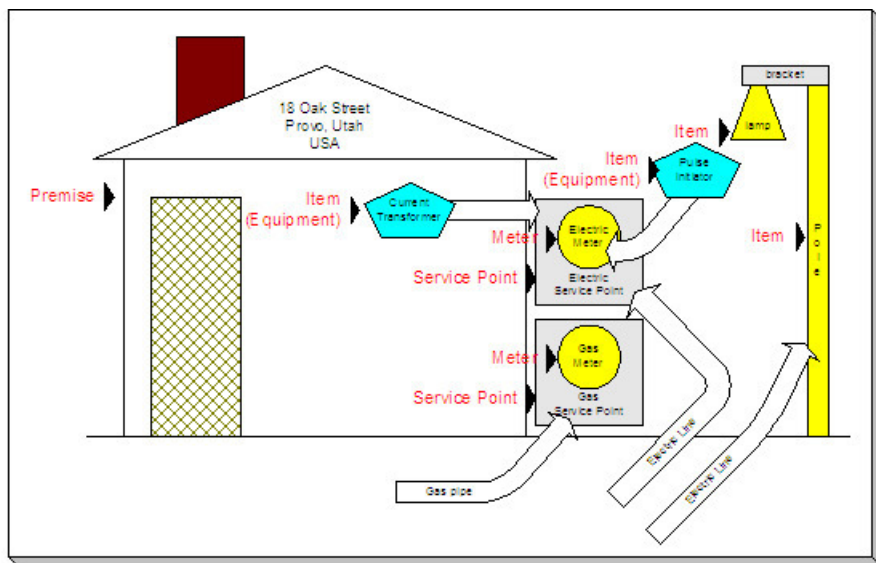 bracket
18 Oak Street
Provo, Utah
USA
lamp
Item
Item
(Equipment)
Pulse
Initiator
Premise
Item
(Equipment)
Current
Transformer
Meter
Electric
Meter
Item
Pole
Service Point
Electric
Service Point
Meter
Gas
Meter
Service Point
Gas
Service Point
Electric Line
Electric Line
Gas pipe